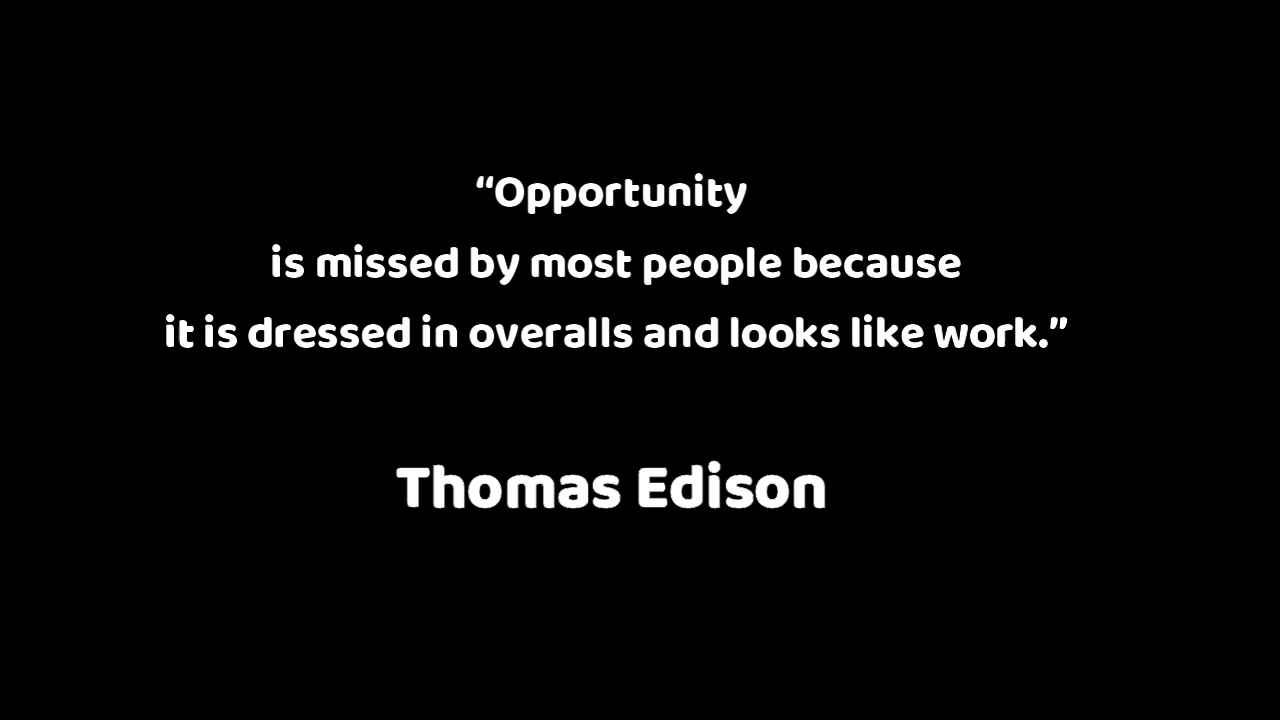 “Opportunity
is missed by most people because
it is dressed in overalls and looks like work.”
Thomas Edison